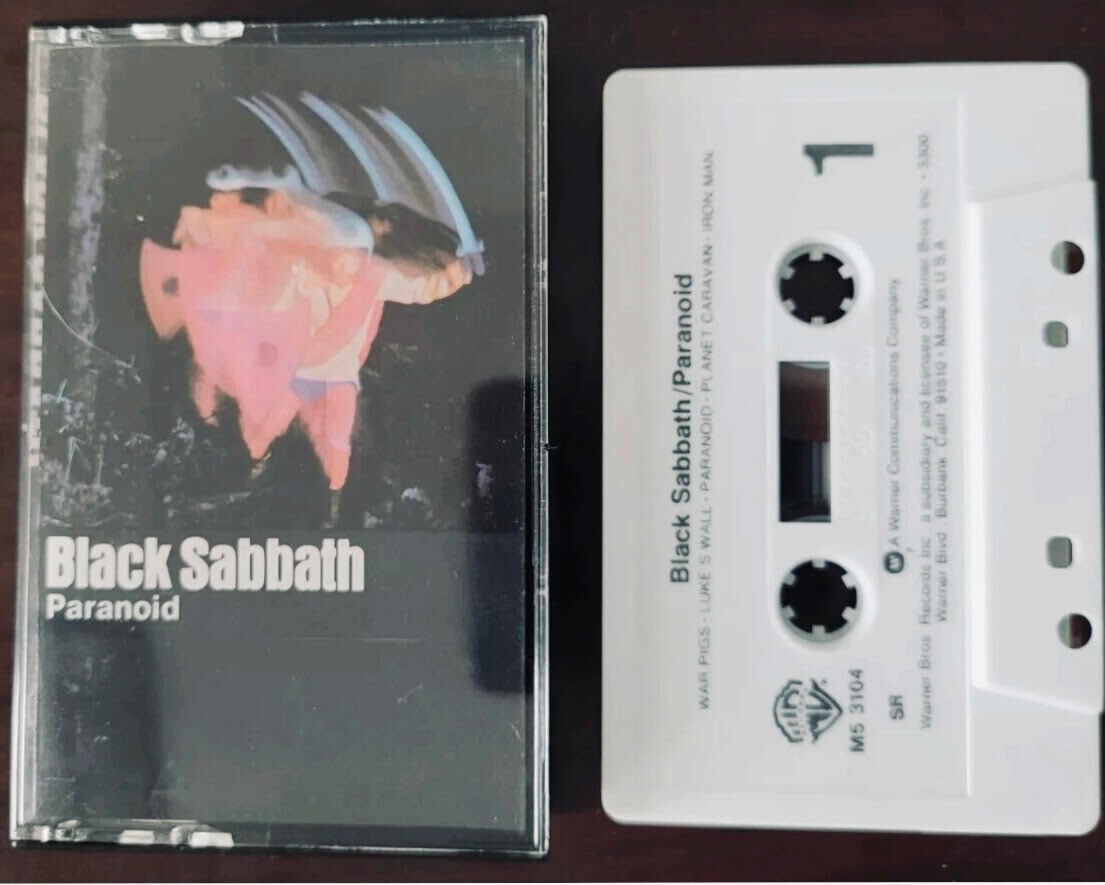 Black Sabbath
Paranoid
1
Black Sabbath/Paranoid
WAR PIGS · LUKE S WALL · PARANOID · PLANET CARAVAN · IRON MAN
M5 3104
SR
A Warner Communications Company
Warner Bros. Records Inc. a subsidiary and licensee of Warner Bros. Inc. · 3300
Warner Blvd. Burbank Calif. 91510 · Made in U S A